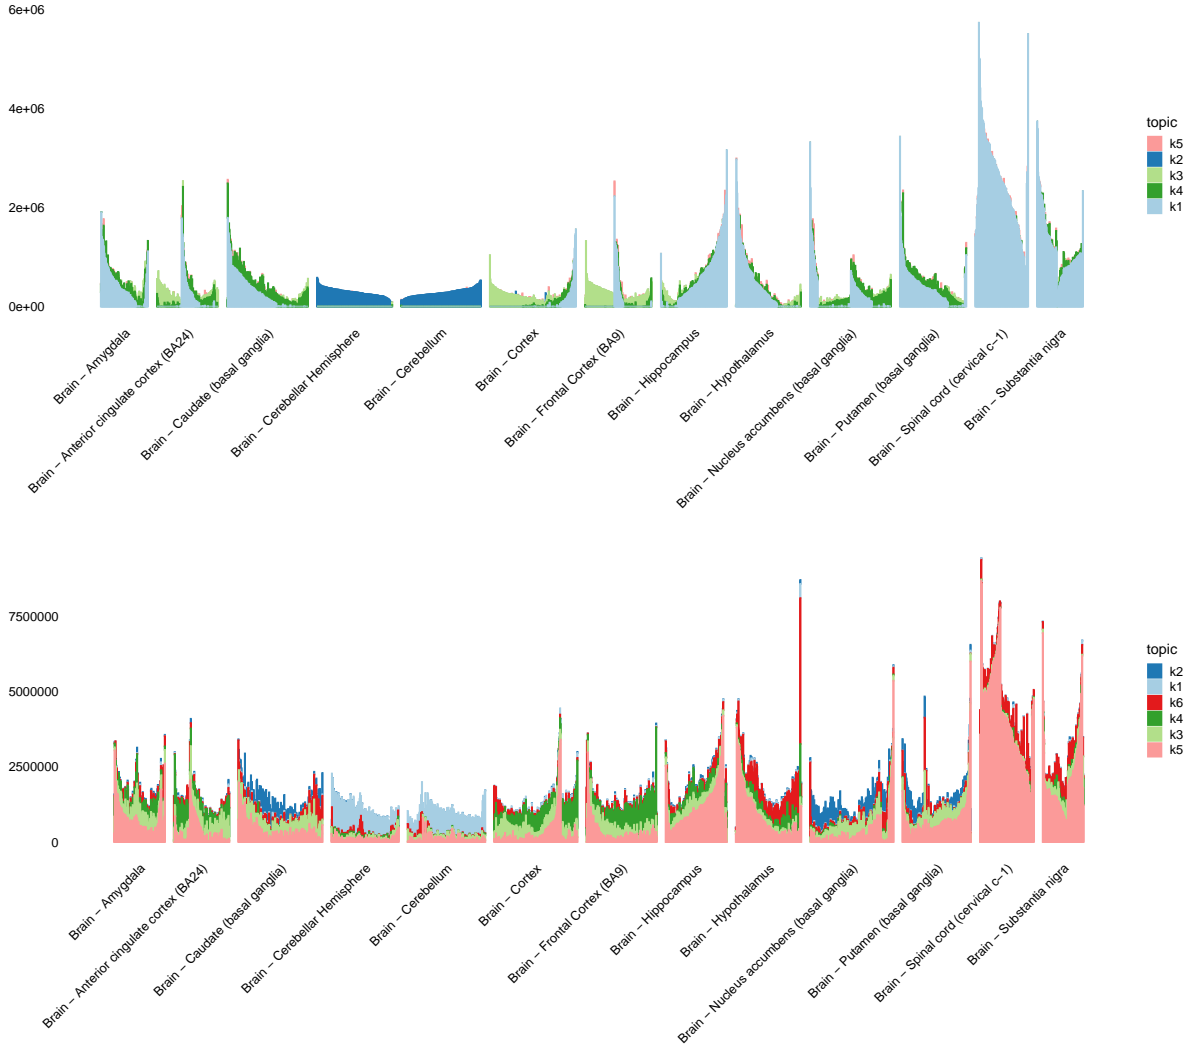 6e+06
4e+06
2e+06
0e+00
Brain − Amygdala
Brain − Anterior cingulate cortex (BA24)
Brain − Caudate (basal ganglia)
Brain − Cerebellar Hemisphere
Brain − Cerebellum
Brain − Cortex
Brain − Frontal Cortex (BA9)
Brain − Hippocampus
Brain − Hypothalamus
Brain − Nucleus accumbens (basal ganglia)
Brain − Putamen (basal ganglia)
Brain − Spinal cord (cervical c−1)
Brain − Substantia nigra
topic
k5
k2
k3
k4
k1
7500000
5000000
2500000
0
Brain − Amygdala
Brain − Anterior cingulate cortex (BA24)
Brain − Caudate (basal ganglia)
Brain − Cerebellar Hemisphere
Brain − Cerebellum
Brain − Cortex
Brain − Frontal Cortex (BA9)
Brain − Hippocampus
Brain − Hypothalamus
Brain − Nucleus accumbens (basal ganglia)
Brain − Putamen (basal ganglia)
Brain − Spinal cord (cervical c−1)
Brain − Substantia nigra
topic
k2
k1
k6
k4
k3
k5